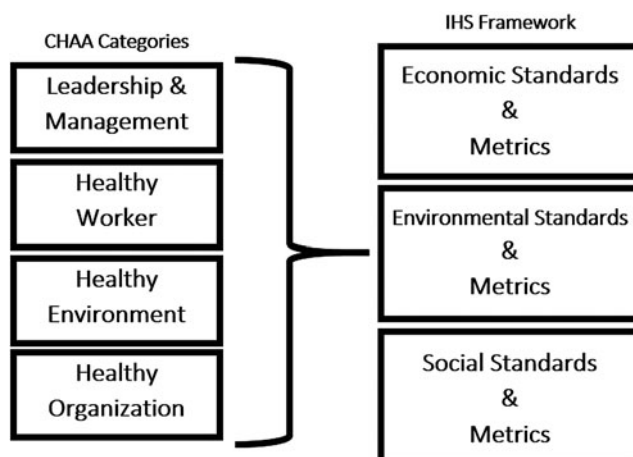 CHAA Categories
Leadership &
Management
Healthy
Worker
Healthy
Environment
Healthy
Organization
IHS Framework
Economic Standards
&
Metrics
Environmental Standards
&
Metrics
Social Standards
&
Metrics